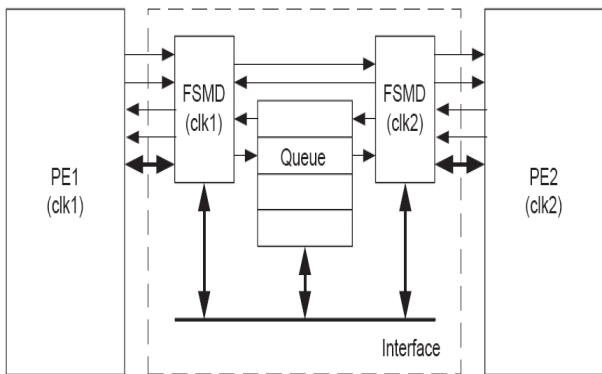 FSMD
(clk1)
FSMD
(clk2)
Queue
PE1
(clk1)
PE2
(clk2)
Interface